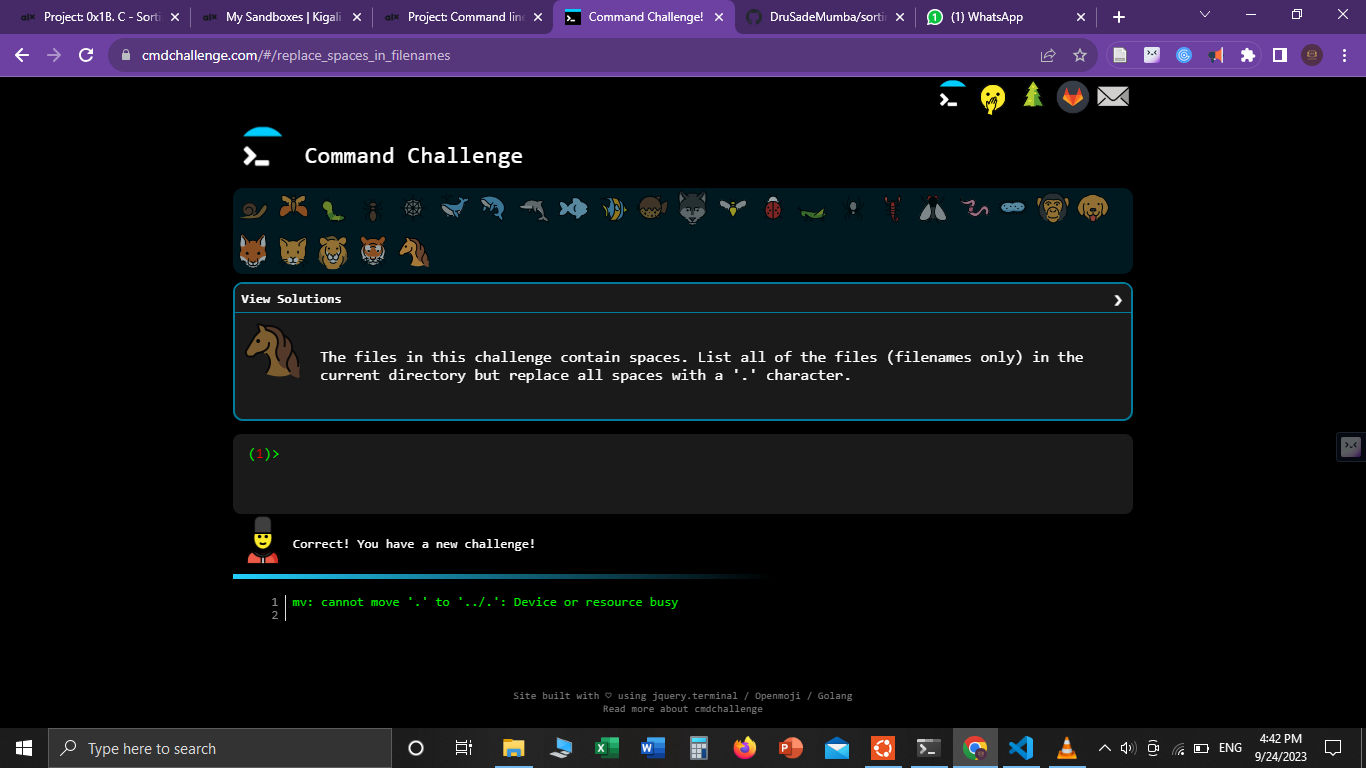 Project: 0x1B. C - Sorti
My Sandboxes | Kigali
Project: Command line
Command Challenge!
DruSadeMumba/sorti
(1) WhatsApp
cmdchallenge.com/#/replace_spaces_in_filenames
Command Challenge
View Solutions
The files in this challenge contain spaces. List all of the files (filenames only) in the
current directory but replace all spaces with a '.' character.
(1)>
Correct! You have a new challenge!
1 mv: cannot move '.' to '../.': Device or resource busy
2
Site built with ♡ using jquery.terminal / Openmoji / Golang
Read more about cmdchallenge
Type here to search
ENG
4:42 PM
9/24/2023